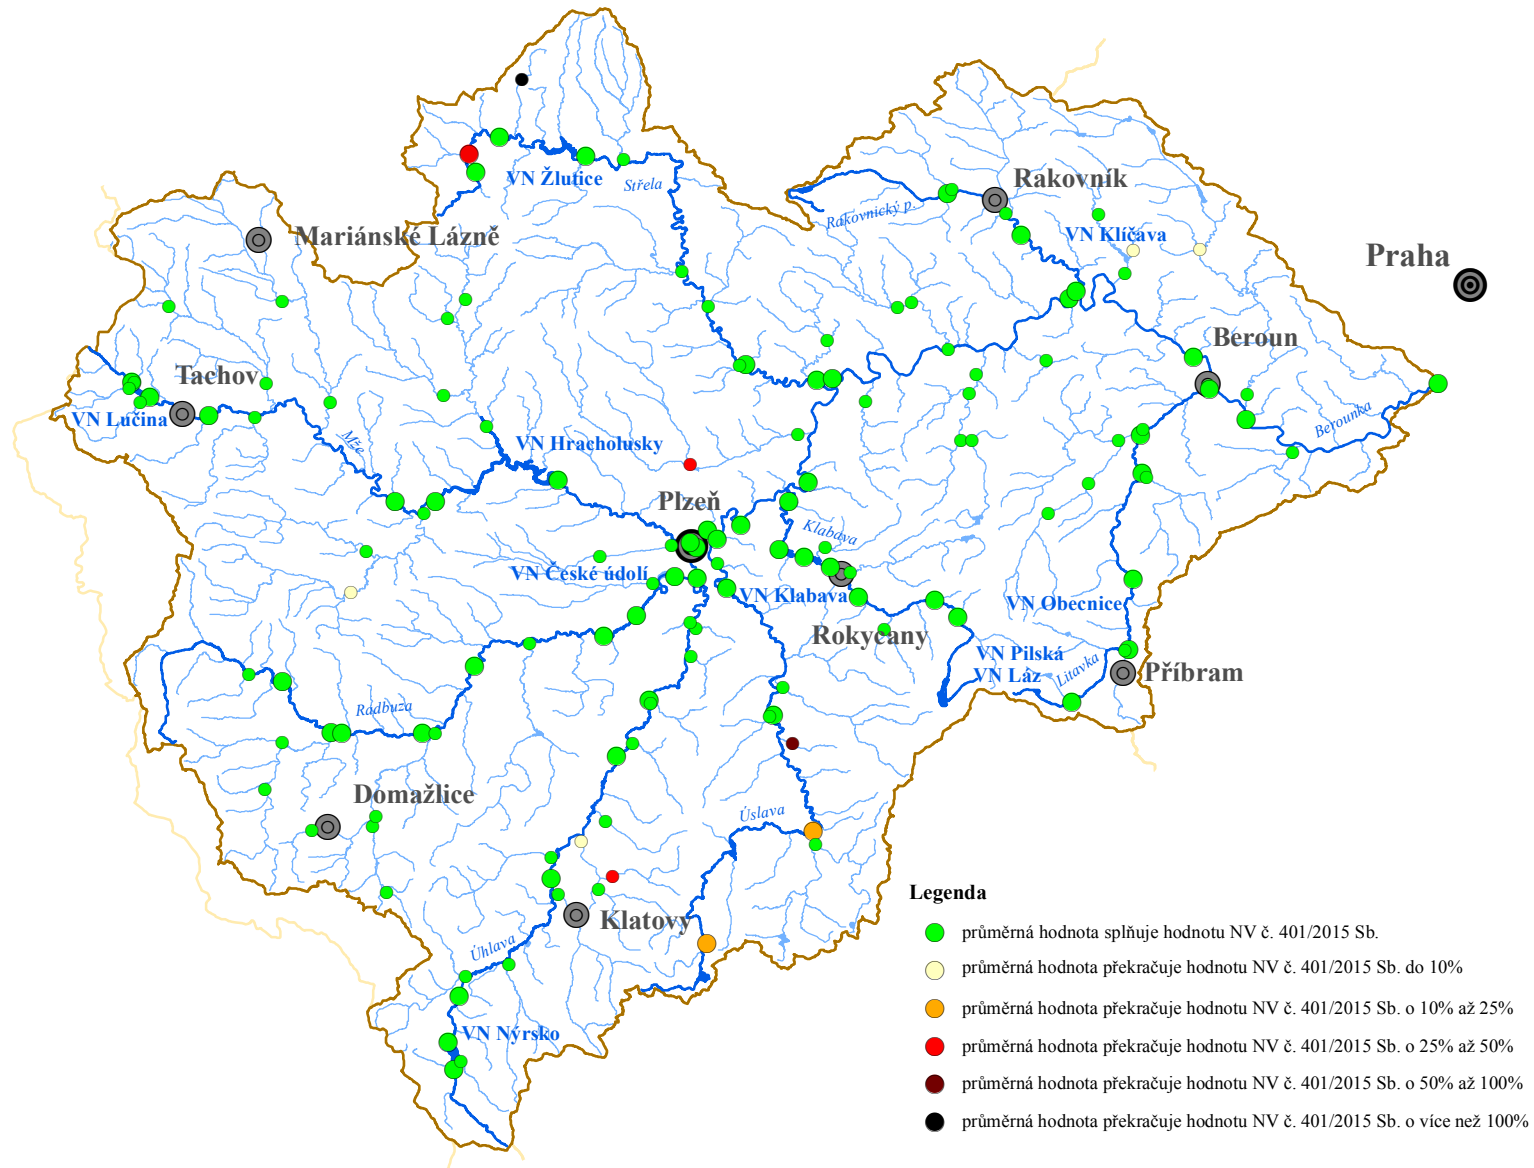 VN Žlutice
Střela
Rakovník
Rakovnický p.
Mariánské Lázně
VN Klíčava
Praha
Beroun
Tachov
VN Lučina
Mže
VN Hracholusky
Berounka
Plzeň
Klabava
VN České údolí
VN Klabava
VN Obecnice
Rokycany
VN Pilská
VN Láz
Litavka
Příbram
Radbuza
Domažlice
Úslava
Klatovy
Úhlava
VN Nýrsko
Legenda
průměrná hodnota splňuje hodnotu NV č. 401/2015 Sb.
průměrná hodnota překračuje hodnotu NV č. 401/2015 Sb. do 10%
průměrná hodnota překračuje hodnotu NV č. 401/2015 Sb. o 10% až 25%
průměrná hodnota překračuje hodnotu NV č. 401/2015 Sb. o 25% až 50%
průměrná hodnota překračuje hodnotu NV č. 401/2015 Sb. o 50% až 100%
průměrná hodnota překračuje hodnotu NV č. 401/2015 Sb. o více než 100%